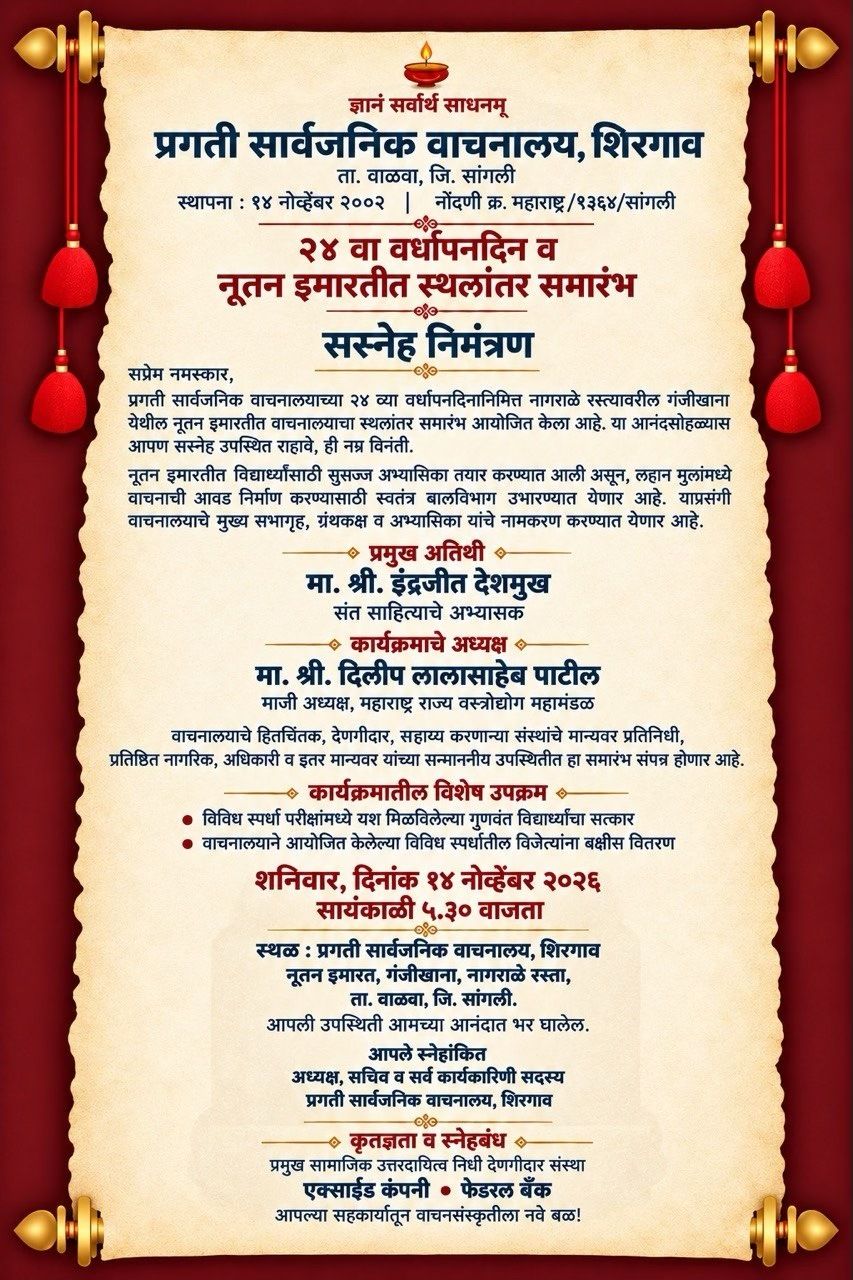 ज्ञानं सर्वार्थ साधनम्
प्रगती सार्वजनिक वाचनालय, शिरगाव
ता. वाळवा, जि. सांगली
स्थापना : १४ नोव्हेंबर २००२ | नोंदणी क्र. महाराष्ट्र/९३६४/सांगली
२४ वा वर्धापनदिन व
नूतन इमारतीत स्थलांतर समारंभ
सस्नेह निमंत्रण
सप्रेम नमस्कार,
प्रगती सार्वजनिक वाचनालयाच्या २४ व्या वर्धापनदिनानिमित्त नागराळे रस्त्यावरील गंजीखाना
येथील नूतन इमारतीत वाचनालयाचा स्थलांतर समारंभ आयोजित केला आहे. या आनंदसोहळ्यास
आपण सस्नेह उपस्थित राहावे, ही नम्र विनंती.
नूतन इमारतीत विद्यार्थ्यांसाठी सुसज्ज अभ्यासिका तयार करण्यात आली असून, लहान मुलांमध्ये
वाचनाची आवड निर्माण करण्यासाठी स्वतंत्र बालविभाग उभारण्यात येणार आहे. याप्रसंगी
वाचनालयाचे मुख्य सभागृह, ग्रंथकक्ष व अभ्यासिका यांचे नामकरण करण्यात येणार आहे.
प्रमुख अतिथी
मा. श्री. इंद्रजीत देशमुख
संत साहित्याचे अभ्यासक
कार्यक्रमाचे अध्यक्ष
मा. श्री. दिलीप लालासाहेब पाटील
माजी अध्यक्ष, महाराष्ट्र राज्य वस्त्रोद्योग महामंडळ
वाचनालयाचे हितचिंतक, देणगीदार, सहाय्य करणाऱ्या संस्थांचे मान्यवर प्रतिनिधी,
प्रतिष्ठित नागरिक, अधिकारी व इतर मान्यवर यांच्या सन्माननीय उपस्थितीत हा समारंभ संपन्न होणार आहे.
कार्यक्रमातील विशेष उपक्रम
• विविध स्पर्धा परीक्षांमध्ये यश मिळविलेल्या गुणवंत विद्यार्थ्यांचा सत्कार
• वाचनालयाने आयोजित केलेल्या विविध स्पर्धातील विजेत्यांना बक्षीस वितरण
शनिवार, दिनांक १४ नोव्हेंबर २०२६
सायंकाळी ५.३० वाजता
स्थळ : प्रगती सार्वजनिक वाचनालय, शिरगाव
नूतन इमारत, गंजीखाना, नागराळे रस्ता,
ता. वाळवा, जि. सांगली.
आपली उपस्थिती आमच्या आनंदात भर घालेल.
आपले स्नेहांकित
अध्यक्ष, सचिव व सर्व कार्यकारिणी सदस्य
प्रगती सार्वजनिक वाचनालय, शिरगाव
कृतज्ञता व स्नेहबंध
प्रमुख सामाजिक उत्तरदायित्व निधी देणगीदार संस्था
एक्साईड कंपनी • फेडरल बँक
आपल्या सहकार्यातून वाचनसंस्कृतीला नवे बळ!